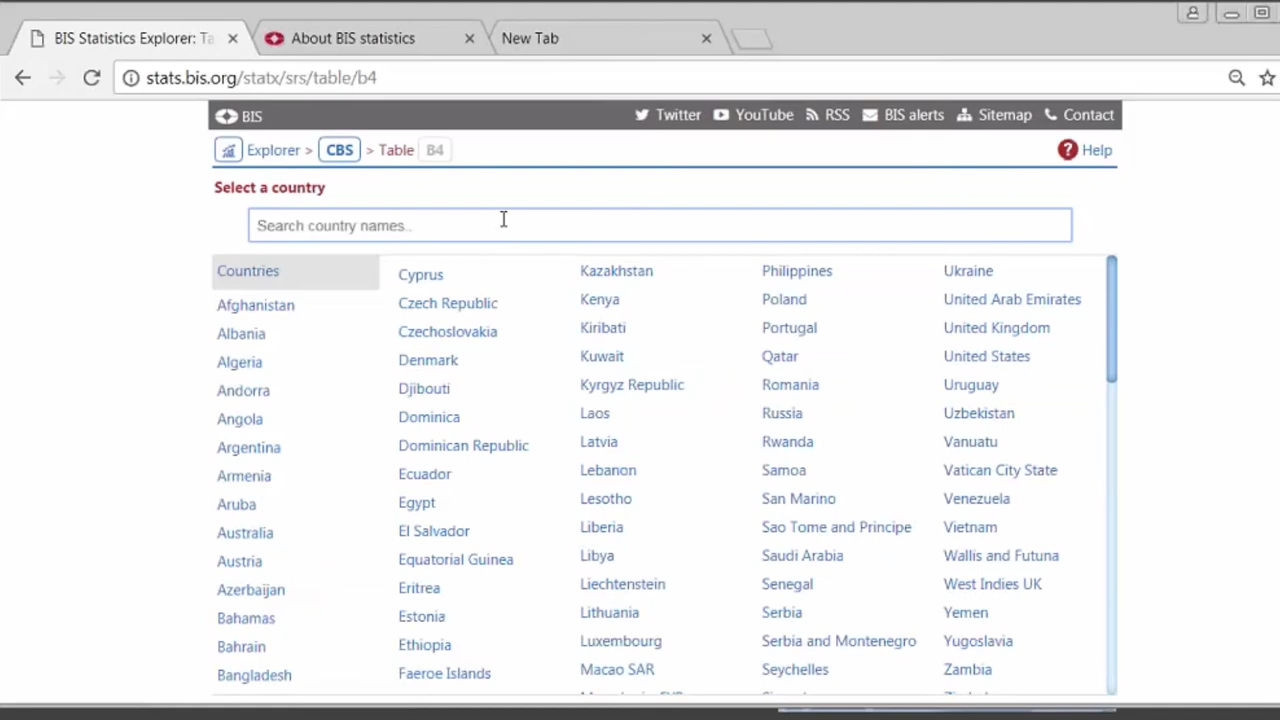 BIS Statistics Explorer: Ta
About BIS statistics
New Tab
stats.bis.org/statx/srs/table/b4
BIS
Twitter
YouTube
RSS
BIS alerts
Sitemap
Contact
Explorer > CBS > Table B4
? Help
Select a country
Search country names..
Countries
Afghanistan
Albania
Algeria
Andorra
Angola
Argentina
Armenia
Aruba
Australia
Austria
Azerbaijan
Bahamas
Bahrain
Bangladesh
Cyprus
Czech Republic
Czechoslovakia
Denmark
Djibouti
Dominica
Dominican Republic
Ecuador
Egypt
El Salvador
Equatorial Guinea
Eritrea
Estonia
Ethiopia
Faeroe Islands
Kazakhstan
Kenya
Kiribati
Kuwait
Kyrgyz Republic
Laos
Latvia
Lebanon
Lesotho
Liberia
Libya
Liechtenstein
Lithuania
Luxembourg
Macao SAR
Philippines
Poland
Portugal
Qatar
Romania
Russia
Rwanda
Samoa
San Marino
Sao Tome and Principe
Saudi Arabia
Senegal
Serbia
Serbia and Montenegro
Seychelles
Ukraine
United Arab Emirates
United Kingdom
United States
Uruguay
Uzbekistan
Vanuatu
Vatican City State
Venezuela
Vietnam
Wallis and Futuna
West Indies UK
Yemen
Yugoslavia
Zambia